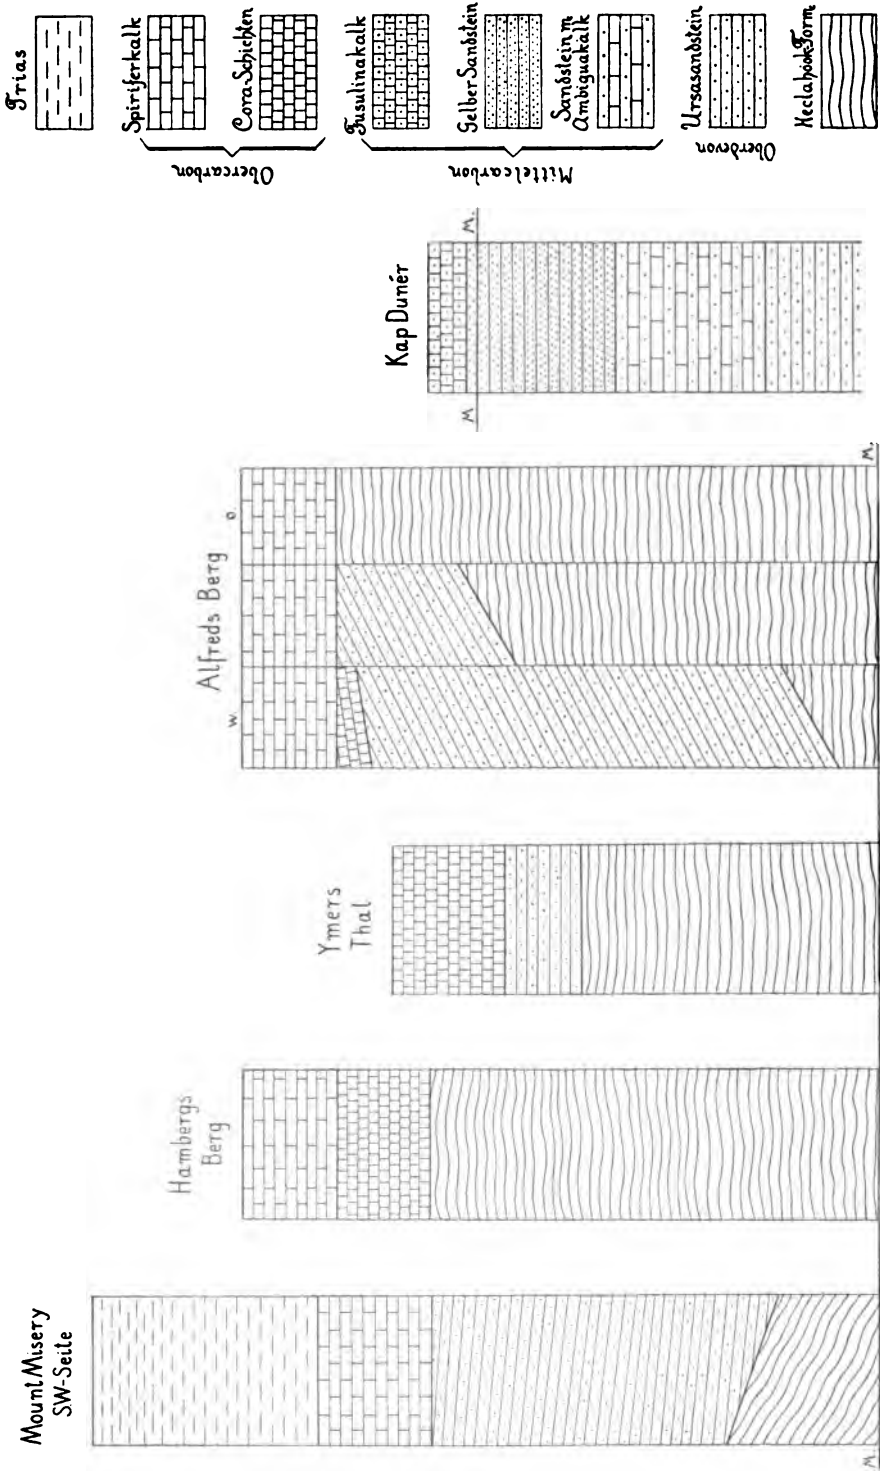 Trias
Spiriferkalk
Cora-Schichten
Obercarbon
Fusulinakalk
Gelber Sandstein
Sandstein m
Ambiguakalk
Mittelcarbon
Ursasandstein
Oberdevon
Heclahook-Form
Kap Dunér
M.
M
Alfreds Berg
W.
O.
M.
Ymers
Thal
Hambergs
Berg
Mount Misery
SW-Seite
M.